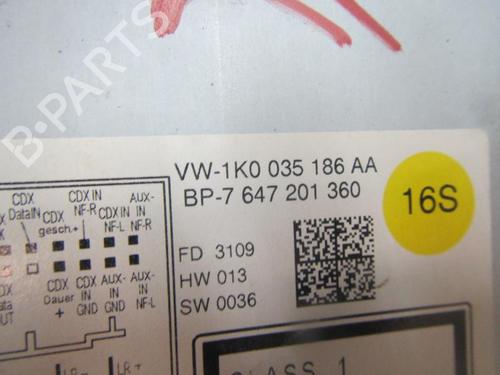 B-PARTS
VW-1K0 035 186 AA
BP-7 647 201 360
16S
FD 3109
HW 013
SW 0036
CDX DataIN
CDX gesch.+
CDX IN NF-R
CDX IN NF-L
AUX-IN NF-R
CDX Dauer +
CDX IN GND
AUX-IN GND
AUX-IN NF-L
CLASS 1
LR-
LR+